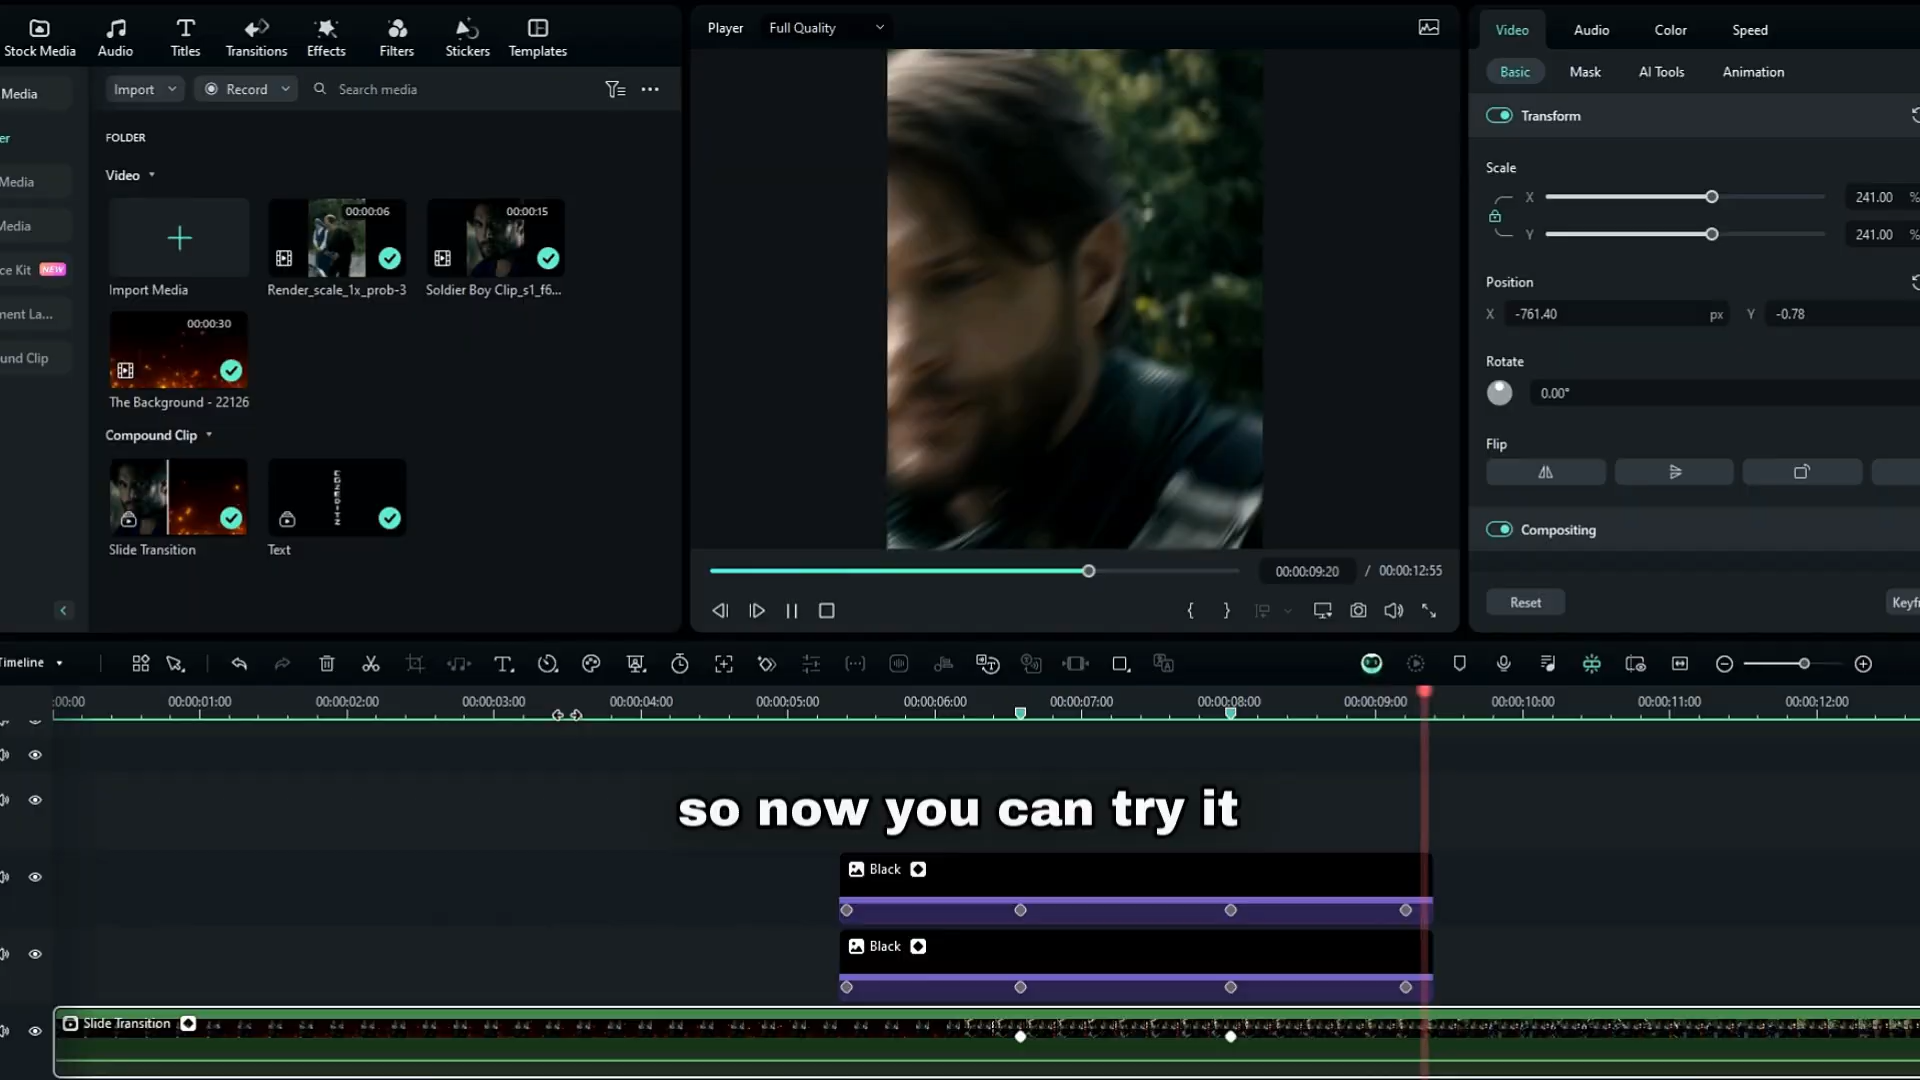 Stock Media
Audio
Titles
Transitions
Effects
Filters
Stickers
Templates
Media
er
Media
Media
ce Kit NEW
ment La...
und Clip
Import
Record
Search media
FOLDER
Video
Import Media
00:00:06
Render_scale_1x_prob-3
00:00:15
Soldier Boy Clip_s1_f6...
00:00:30
The Background - 22126
Compound Clip
Slide Transition
Text
Player
Full Quality
00:00:09:20 / 00:00:12:55
Video
Audio
Color
Speed
Basic
Mask
AI Tools
Animation
Transform
Scale
X 241.00 %
Y 241.00 %
Position
X -761.40 px Y -0.78
Rotate
0.00°
Flip
Compositing
Reset
Keyfr
Timeline
:00:00 00:00:01:00 00:00:02:00 00:00:03:00 00:00:04:00 00:00:05:00 00:00:06:00 00:00:07:00 00:00:08:00 00:00:09:00 00:00:10:00 00:00:11:00 00:00:12:00
so now you can try it
Black
Black
Slide Transition